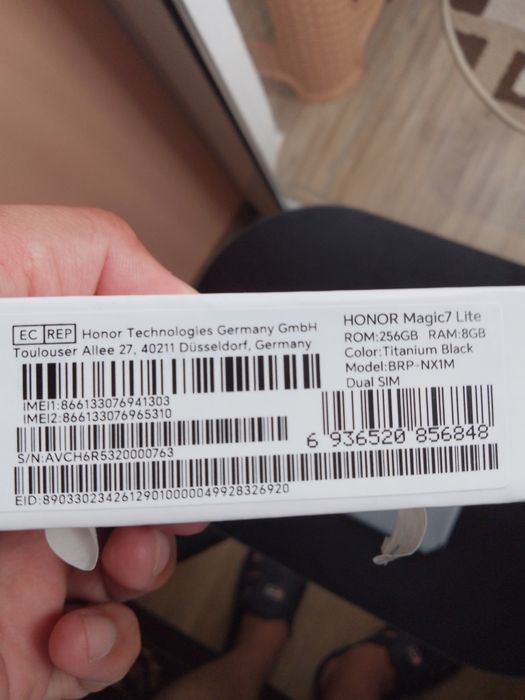 EC REP Honor Technologies Germany GmbH
Toulouser Allee 27, 40211 Düsseldorf, Germany
IMEI1:866133076941303
IMEI2:866133076965310
S/N:AVCH6R5320000763
EID:89033023426129010000049928326920
HONOR Magic7 Lite
ROM:256GB RAM:8GB
Color:Titanium Black
Model:BRP-NX1M
Dual SIM
6 936520 856848